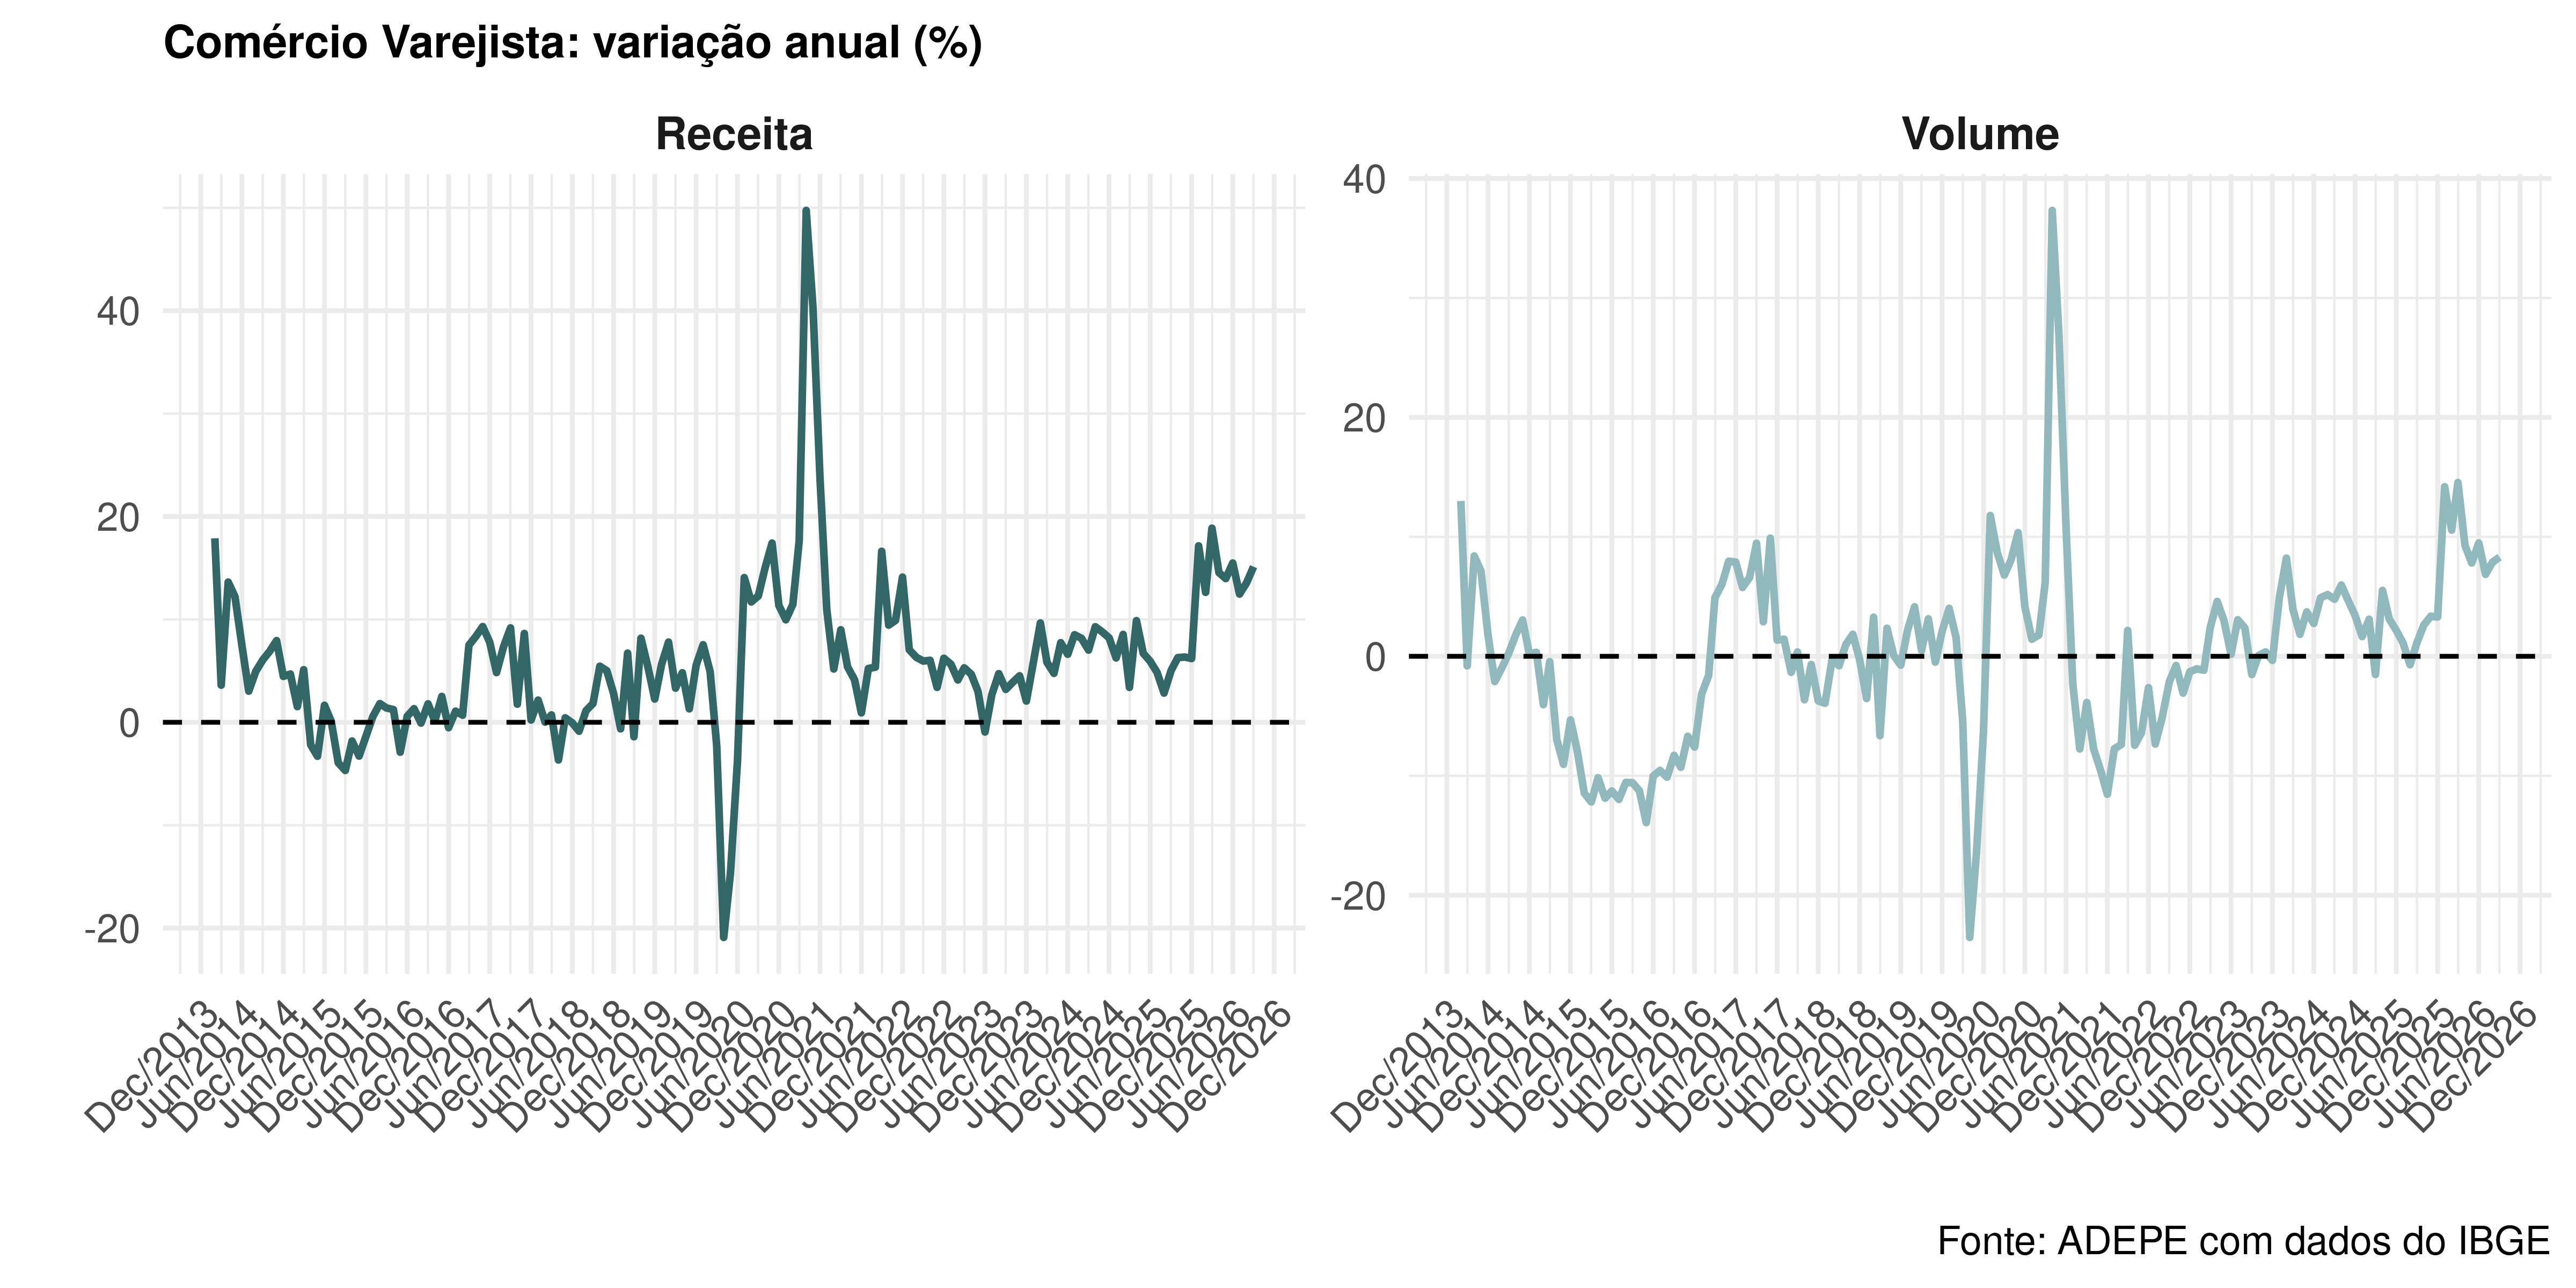 Comércio Varejista: variação anual (%)
Receita
Volume
40
20
0
-20
40
20
0
-20
Dec/2013
Jun/2014
Dec/2014
Jun/2015
Dec/2015
Jun/2016
Dec/2016
Jun/2017
Dec/2017
Jun/2018
Dec/2018
Jun/2019
Dec/2019
Jun/2020
Dec/2020
Jun/2021
Dec/2021
Jun/2022
Dec/2022
Jun/2023
Dec/2023
Jun/2024
Dec/2024
Jun/2025
Dec/2025
Jun/2026
Dec/2026
Dec/2013
Jun/2014
Dec/2014
Jun/2015
Dec/2015
Jun/2016
Dec/2016
Jun/2017
Dec/2017
Jun/2018
Dec/2018
Jun/2019
Dec/2019
Jun/2020
Dec/2020
Jun/2021
Dec/2021
Jun/2022
Dec/2022
Jun/2023
Dec/2023
Jun/2024
Dec/2024
Jun/2025
Dec/2025
Jun/2026
Dec/2026
Fonte: ADEPE com dados do IBGE